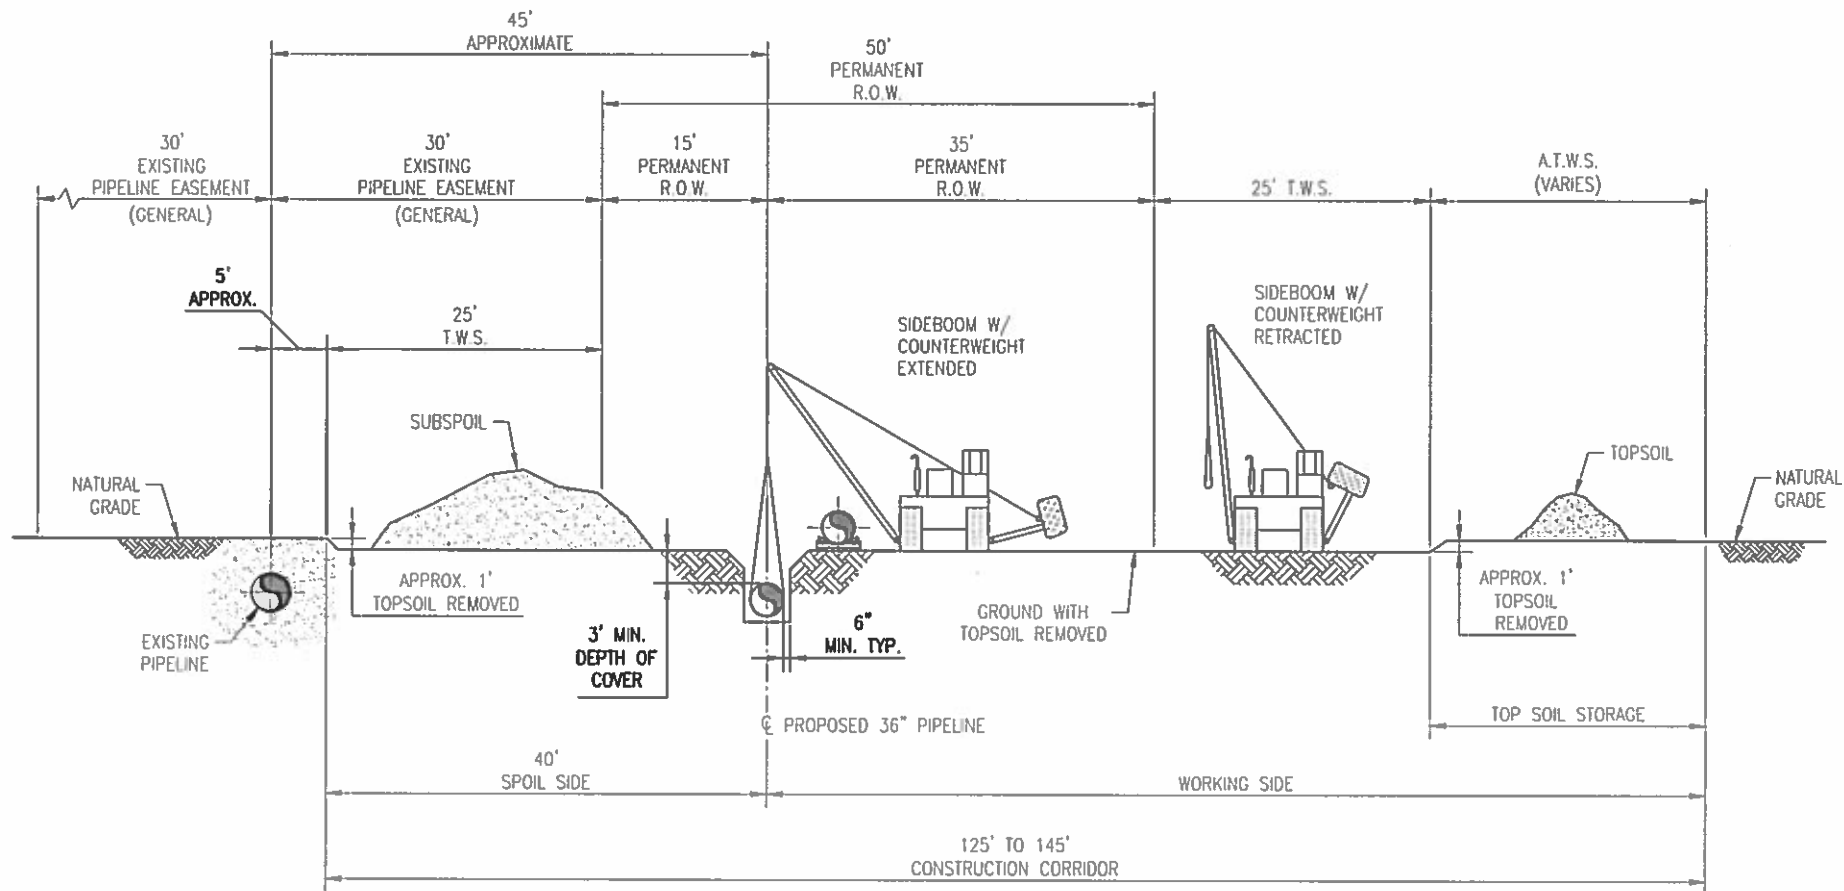 45'
APPROXIMATE
50'
PERMANENT
R.O.W.
30'
EXISTING
PIPELINE EASEMENT
(GENERAL)
30'
EXISTING
PIPELINE EASEMENT
(GENERAL)
15'
PERMANENT
R.O.W.
35'
PERMANENT
R.O.W.
25' T.W.S.
A.T.W.S.
(VARIES)
5'
APPROX.
25'
T.W.S.
SIDEBOOM W/
COUNTERWEIGHT
EXTENDED
SIDEBOOM W/
COUNTERWEIGHT
RETRACTED
SUBSPOIL
TOPSOIL
NATURAL
GRADE
NATURAL
GRADE
APPROX. 1'
TOPSOIL REMOVED
EXISTING
PIPELINE
3' MIN.
DEPTH OF
COVER
6"
MIN. TYP.
GROUND WITH
TOPSOIL REMOVED
APPROX. 1'
TOPSOIL
REMOVED
℄ PROPOSED 36" PIPELINE
TOP SOIL STORAGE
40'
SPOIL SIDE
WORKING SIDE
125' TO 145'
CONSTRUCTION CORRIDOR